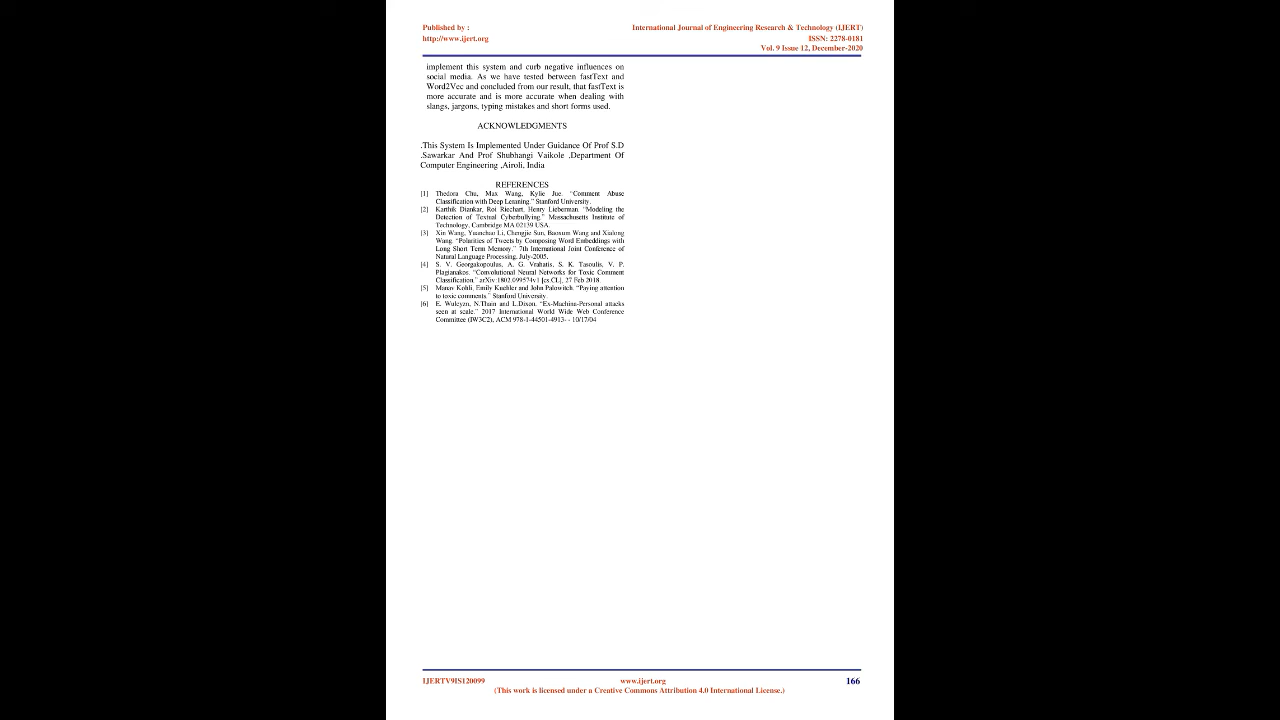 Published by :
http://www.ijert.org
International Journal of Engineering Research & Technology (IJERT)
ISSN: 2278-0181
Vol. 9 Issue 12, December-2020
implement this system and curb negative influences on
social media. As we have tested between fastText and
Word2Vec and concluded from our result, that fastText is
more accurate and is more accurate when dealing with
slangs, jargons, typing mistakes and short forms used.
ACKNOWLEDGMENTS
.This System Is Implemented Under Guidance Of Prof S.D
.Sawarkar And Prof Shubhangi Vaikole ,Department Of
Computer Engineering ,Airoli, India
REFERENCES
[1] Thedora Chu, Max Wang, Kylie Jue. “Comment Abuse
Classification with Deep Leraning.” Stanford University.
[2] Karthik Diankar, Roi Riechart, Henry Lieberman. “Modeling the
Detection of Textual Cyberbullying.” Massachusetts Institute of
Technology, Cambridge MA 02139 USA.
[3] Xin Wang, Yuanchao Li, Chengjie Sun, Baoxum Wang and Xialong
Wang. “Polarities of Tweets by Composing Word Embeddings with
Long Short Term Memory.” 7th International Joint Conference of
Natural Language Processing. July-2005.
[4] S. V. Georgakopoulus, A. G. Vrahatis, S. K. Tasoulis, V. P.
Plagianakos. “Convolutional Neural Networks for Toxic Comment
Classification.” arXiv:1802.099574v1 [cs.CL], 27 Feb 2018.
[5] Manav Kohli, Emily Kuehler and John Palowitch. “Paying attention
to toxic comments.” Stanford University.
[6] E. Wulcyzn, N.Thain and L.Dixon. “Ex-Machina-Personal attacks
seen at scale.” 2017 International World Wide Web Conference
Committee (IW3C2), ACM 978-1-44501-4913- - 10/17/04
IJERTV9IS120099
www.ijert.org
166
(This work is licensed under a Creative Commons Attribution 4.0 International License.)